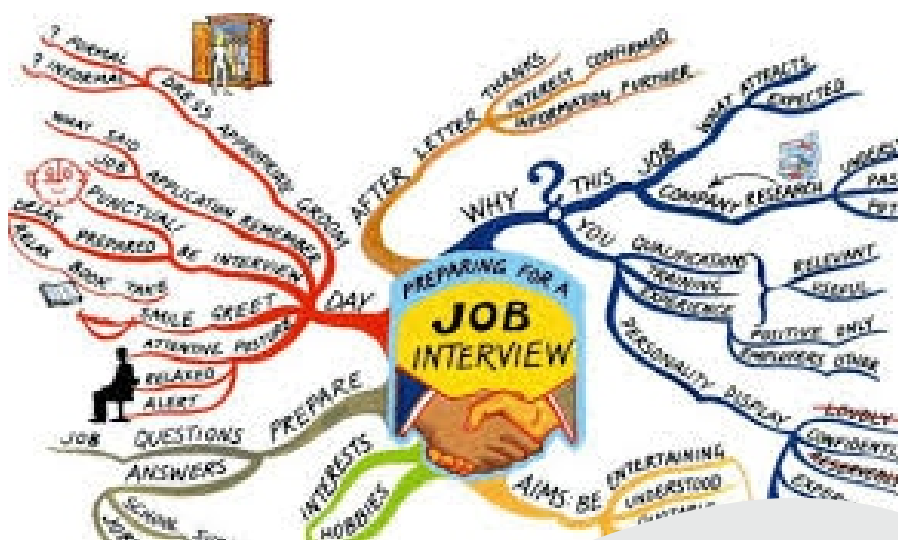 PREPARING FOR A
JOB
INTERVIEW
AFTER LETTER THANKS
INTEREST CONFIRMED
INFORMATION FURTHER
WHY ?
THIS JOB
WHAT ATTRACTS
EXPECTED
COMPANY RESEARCH
YOU
QUALIFICATIONS
TRAINING
EXPERIENCE
RELEVANT
USEFUL
POSITIVE ONLY
EMPLOYERS OTHER
PERSONALITY DISPLAY
AIMS: BE
ENTERTAINING
UNDERSTOOD
INTERESTS
HOBBIES
PREPARE
QUESTIONS
JOB
ANSWERS
SCHOOL
DAY
GROOM
DRESS
? FORMAL
? INFORMAL
REMEMBER
APPLICATION
WHAT SAID
JOB
INTERVIEW
BE
PUNCTUAL!
PREPARED
RELAX
GREET
SMILE
BOOK TAKE
POSTURE
ATTENTIVE
RELAXED
ALERT